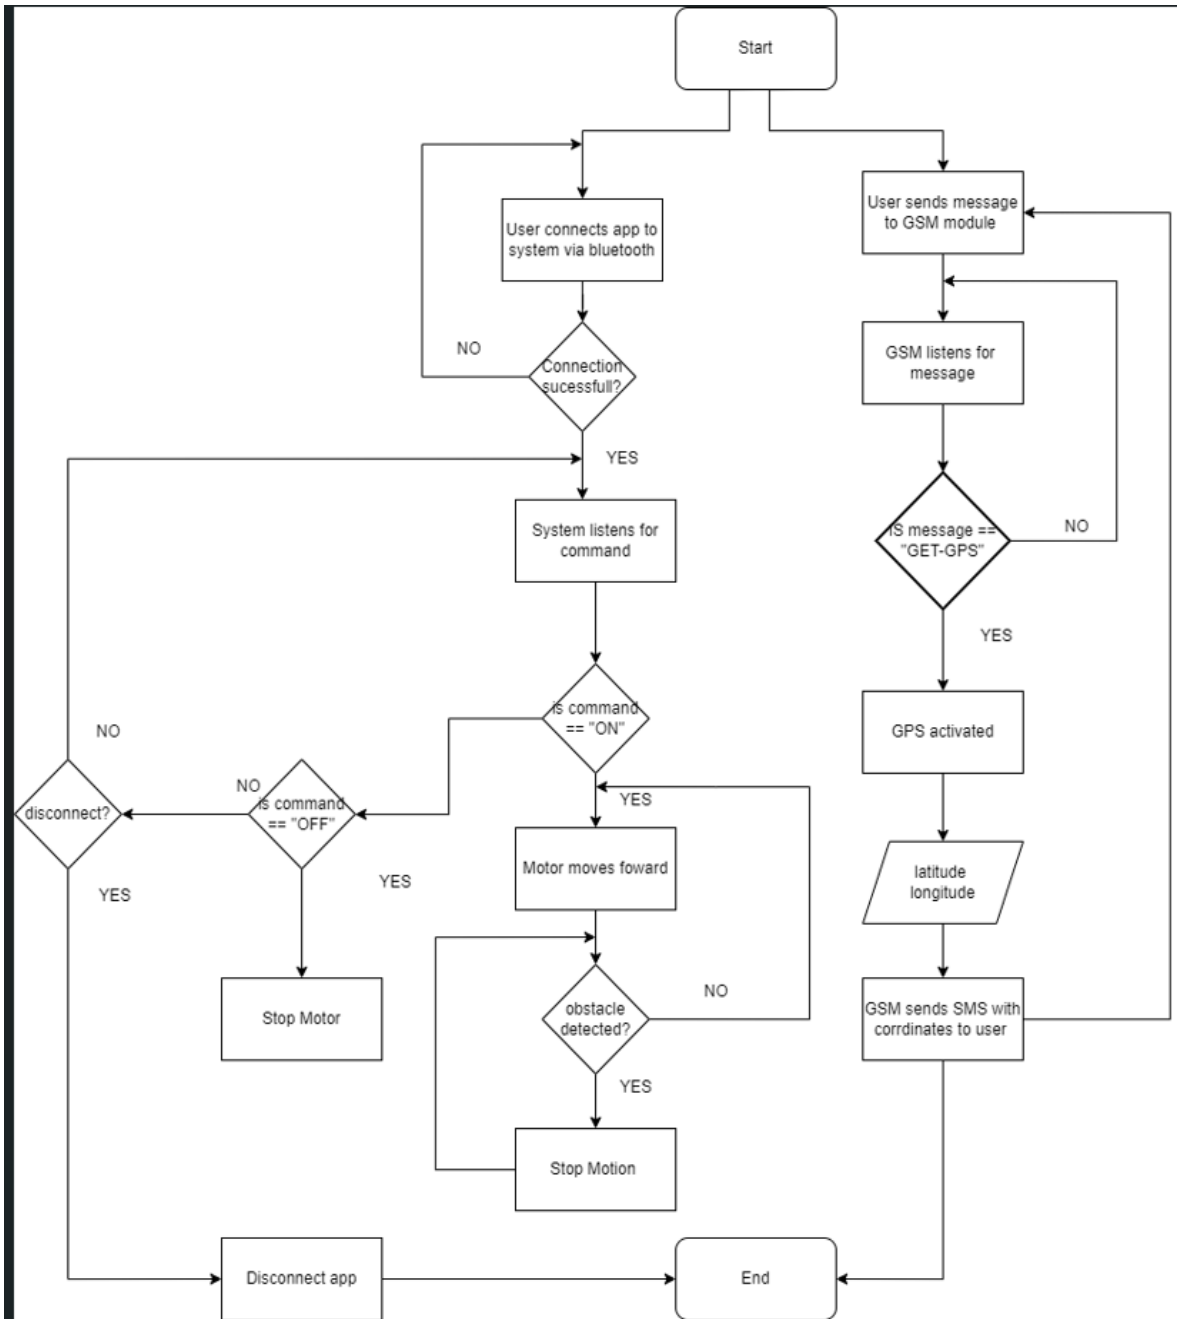 Start
User connects app to
system via bluetooth
NO
Connection
sucessfull?
YES
System listens for
command
is command
== "ON"
YES
NO
is command
== "OFF"
YES
Stop Motor
NO
disconnect?
YES
Motor moves foward
obstacle
detected?
NO
YES
Stop Motion
Disconnect app
User sends message
to GSM module
GSM listens for
message
iS message ==
"GET-GPS"
NO
YES
GPS activated
latitude
longitude
GSM sends SMS with
corrdinates to user
End